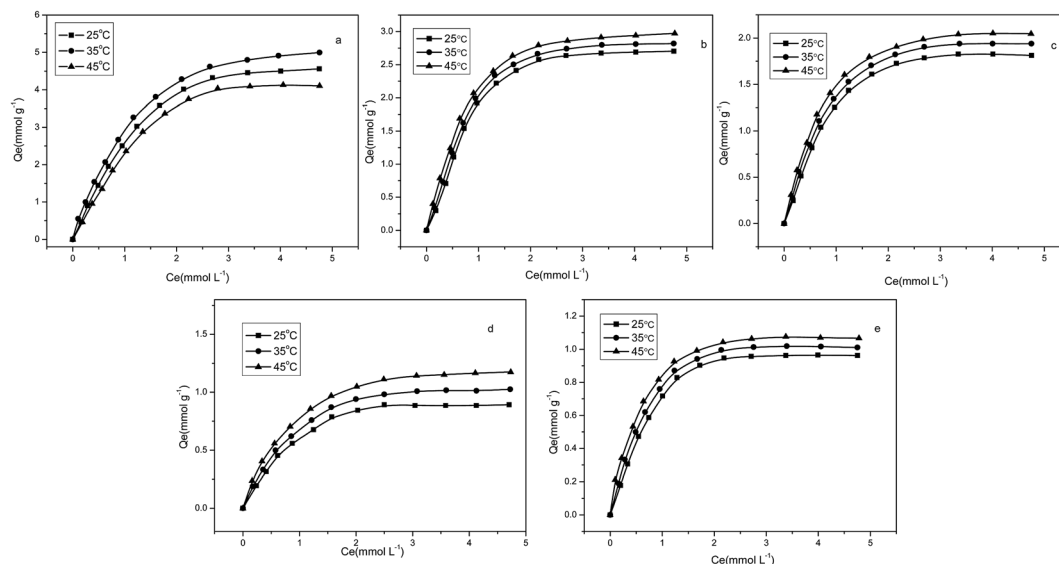 6
5
4
3
2
1
0
25°C
35°C
45°C
a
Qe(mmol g⁻¹)
0 1 2 3 4 5
Ce(mmol L⁻¹)
3.0
2.5
2.0
1.5
1.0
0.5
0.0
25°C
35°C
45°C
b
Qe(mmol g⁻¹)
0 1 2 3 4 5
Ce(mmol L⁻¹)
2.0
1.5
1.0
0.5
0.0
25°C
35°C
45°C
c
Qe(mmol g⁻¹)
0 1 2 3 4 5
Ce(mmol L⁻¹)
1.5
1.0
0.5
0.0
25°C
35°C
45°C
d
Qe(mmol g⁻¹)
0 1 2 3 4 5
Ce(mmol L⁻¹)
1.2
1.0
0.8
0.6
0.4
0.2
0.0
25°C
35°C
45°C
e
Qe(mmol g⁻¹)
0 1 2 3 4 5
Ce(mmol L⁻¹)